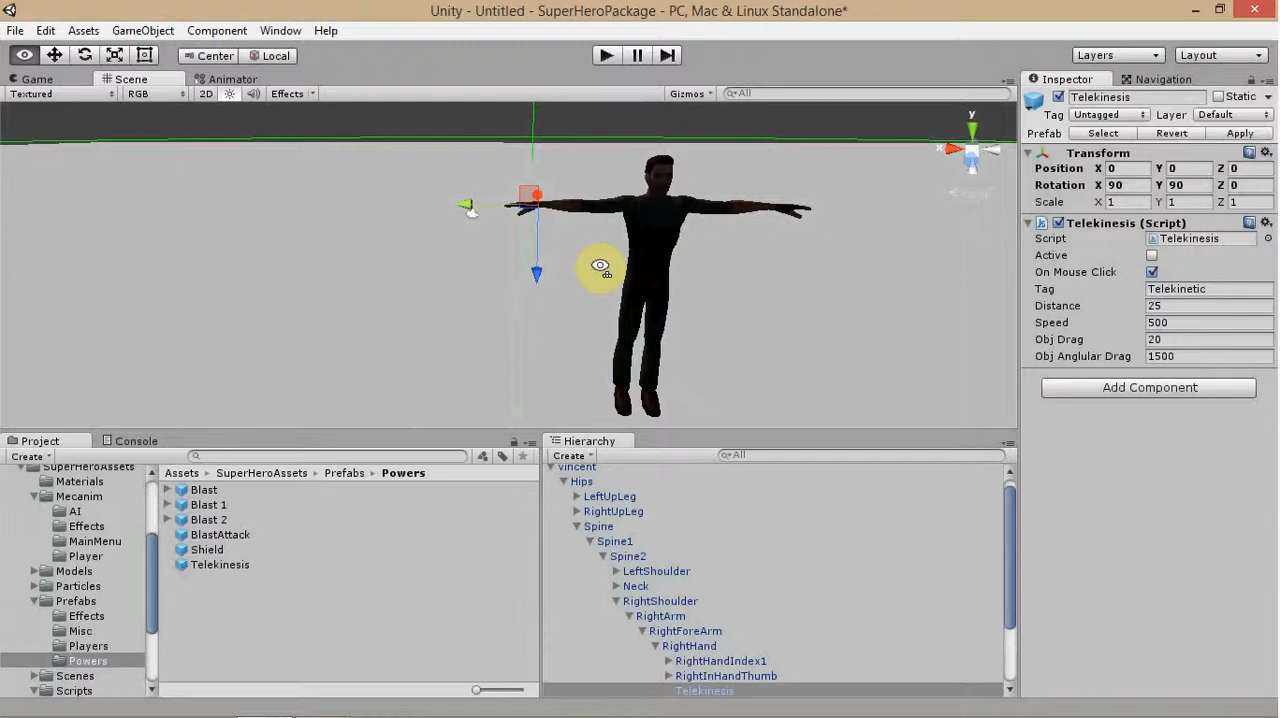 Unity - Untitled - SuperHeroPackage - PC, Mac & Linux Standalone*
File Edit Assets GameObject Component Window Help
Center Local Layers Layout
Game Scene Animator Inspector Navigation
Textured RGB 2D Effects Gizmos All
Telekinesis Static
Tag Untagged Layer Default
Prefab Select Revert Apply
Transform
Position X 0 Y 0 Z 0
Rotation X 90 Y 90 Z 0
Scale X 1 Y 1 Z 1
Telekinesis (Script)
Script Telekinesis
Active
On Mouse Click
Tag Telekinetic
Distance 25
Speed 500
Obj Drag 20
Obj Anglular Drag 1500
Add Component
y
x
Project Console
Create
SuperHeroAssets
Materials
Mecanim
AI
Effects
MainMenu
Player
Models
Particles
Prefabs
Effects
Misc
Players
Powers
Scenes
Scripts
Assets SuperHeroAssets Prefabs Powers
Blast
Blast 1
Blast 2
BlastAttack
Shield
Telekinesis
Hierarchy
Create All
vincent
Hips
LeftUpLeg
RightUpLeg
Spine
Spine1
Spine2
LeftShoulder
Neck
RightShoulder
RightArm
RightForeArm
RightHand
RightHandIndex1
RightInHandThumb
Telekinesis